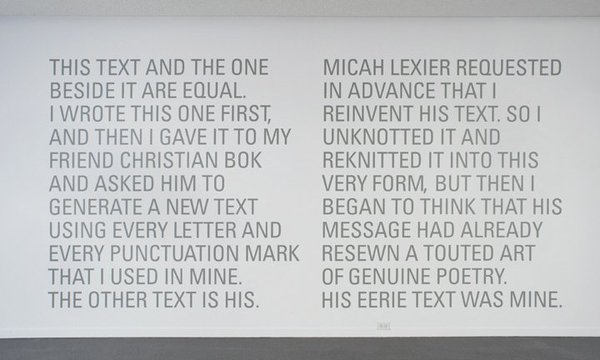 THIS TEXT AND THE ONE
BESIDE IT ARE EQUAL.
I WROTE THIS ONE FIRST,
AND THEN I GAVE IT TO MY
FRIEND CHRISTIAN BOK
AND ASKED HIM TO
GENERATE A NEW TEXT
USING EVERY LETTER AND
EVERY PUNCTUATION MARK
THAT I USED IN MINE.
THE OTHER TEXT IS HIS.
MICAH LEXIER REQUESTED
IN ADVANCE THAT I
REINVENT HIS TEXT. SO I
UNKNOTTED IT AND
REKNITTED IT INTO THIS
VERY FORM, BUT THEN I
BEGAN TO THINK THAT HIS
MESSAGE HAD ALREADY
RESEWN A TOUTED ART
OF GENUINE POETRY.
HIS EERIE TEXT WAS MINE.